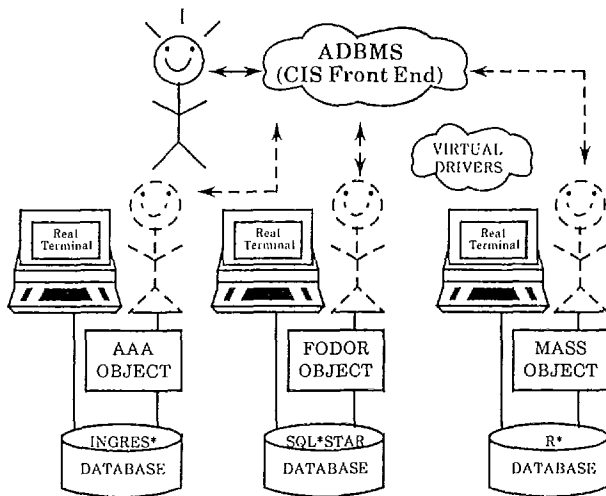 ADBMS
(CIS Front End)
VIRTUAL
DRIVERS
Real
Terminal
Real
Terminal
Real
Terminal
AAA
OBJECT
FODOR
OBJECT
MASS
OBJECT
INGRES*
DATABASE
SQL*STAR
DATABASE
R*
DATABASE